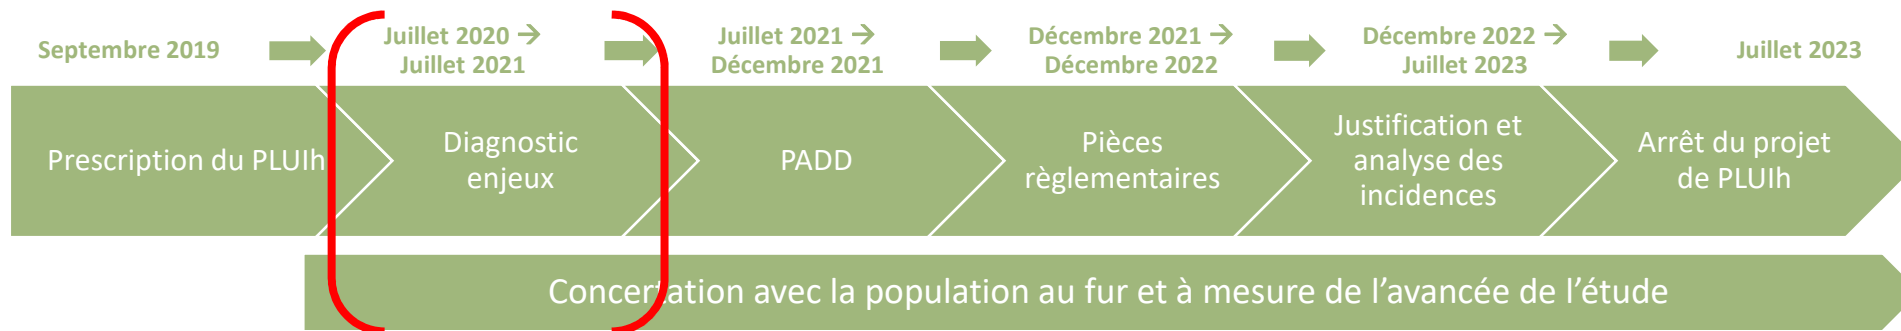 Septembre 2019
Juillet 2020 →
Juillet 2021
Juillet 2021 →
Décembre 2021
Décembre 2021 →
Décembre 2022
Décembre 2022 →
Juillet 2023
Juillet 2023
Prescription du PLUIh
Diagnostic
enjeux
PADD
Pièces
règlementaires
Justification et
analyse des
incidences
Arrêt du projet
de PLUIh
Concertation avec la population au fur et à mesure de l’avancée de l’étude